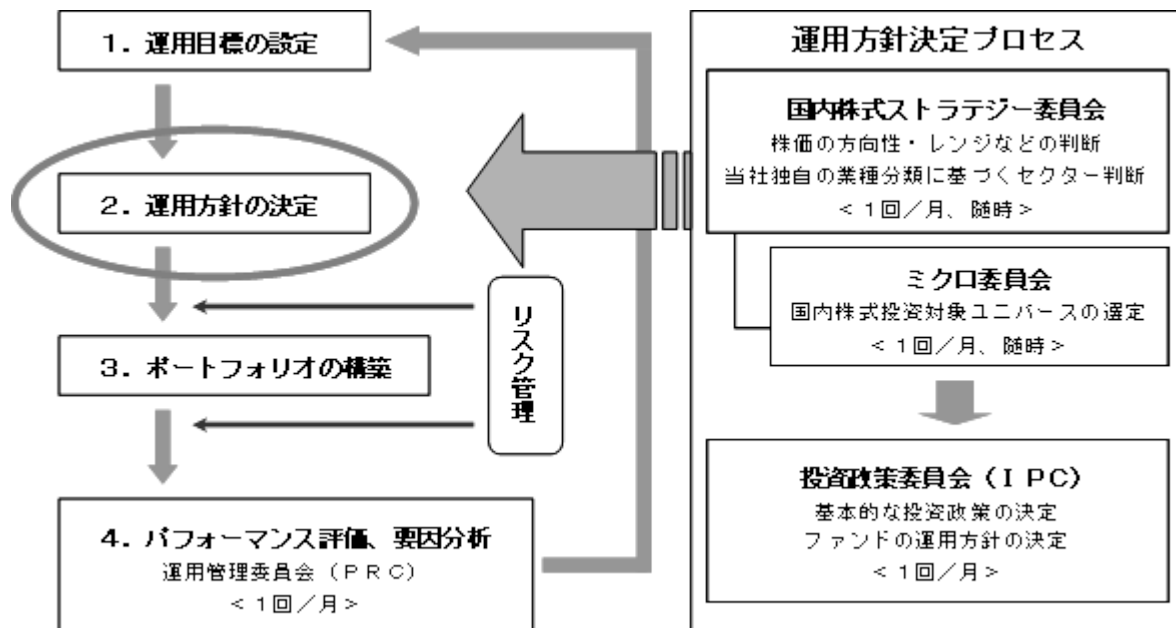 1．運用目標の設定
2．運用方針の決定
リスク管理
3．ポートフォリオの構築
4．パフォーマンス評価、要因分析
運用管理委員会（ＰＲＣ）
＜１回／月＞
運用方針決定プロセス
国内株式ストラテジー委員会
株価の方向性・レンジなどの判断
当社独自の業種分類に基づくセクター判断
＜１回／月、随時＞
ミクロ委員会
国内株式投資対象ユニバースの選定
＜１回／月、随時＞
投資政策委員会（ＩＰＣ）
基本的な投資政策の決定
ファンドの運用方針の決定
＜１回／月＞